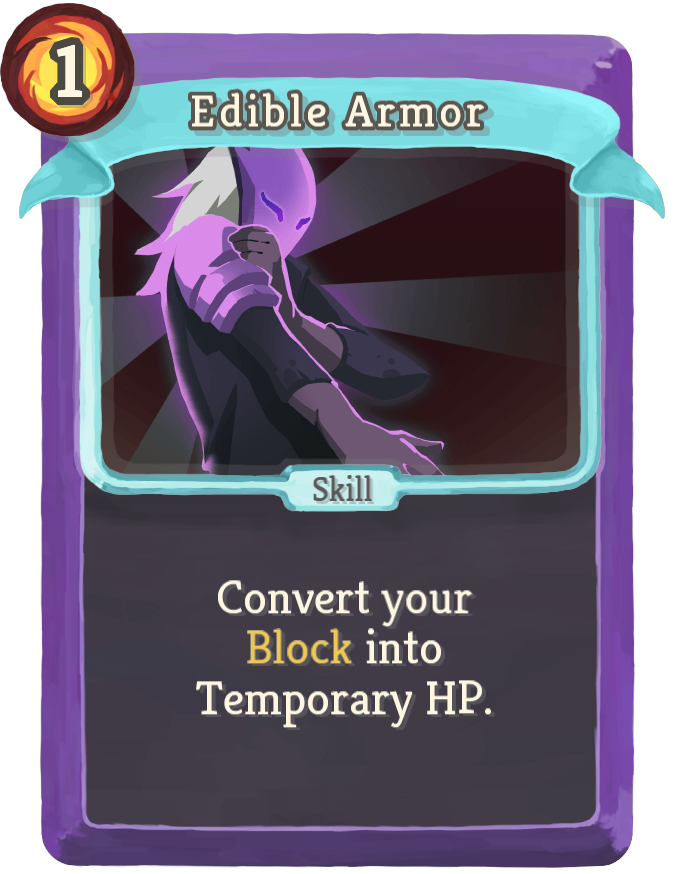 1
Edible Armor
Skill
Convert your
Block into
Temporary HP.